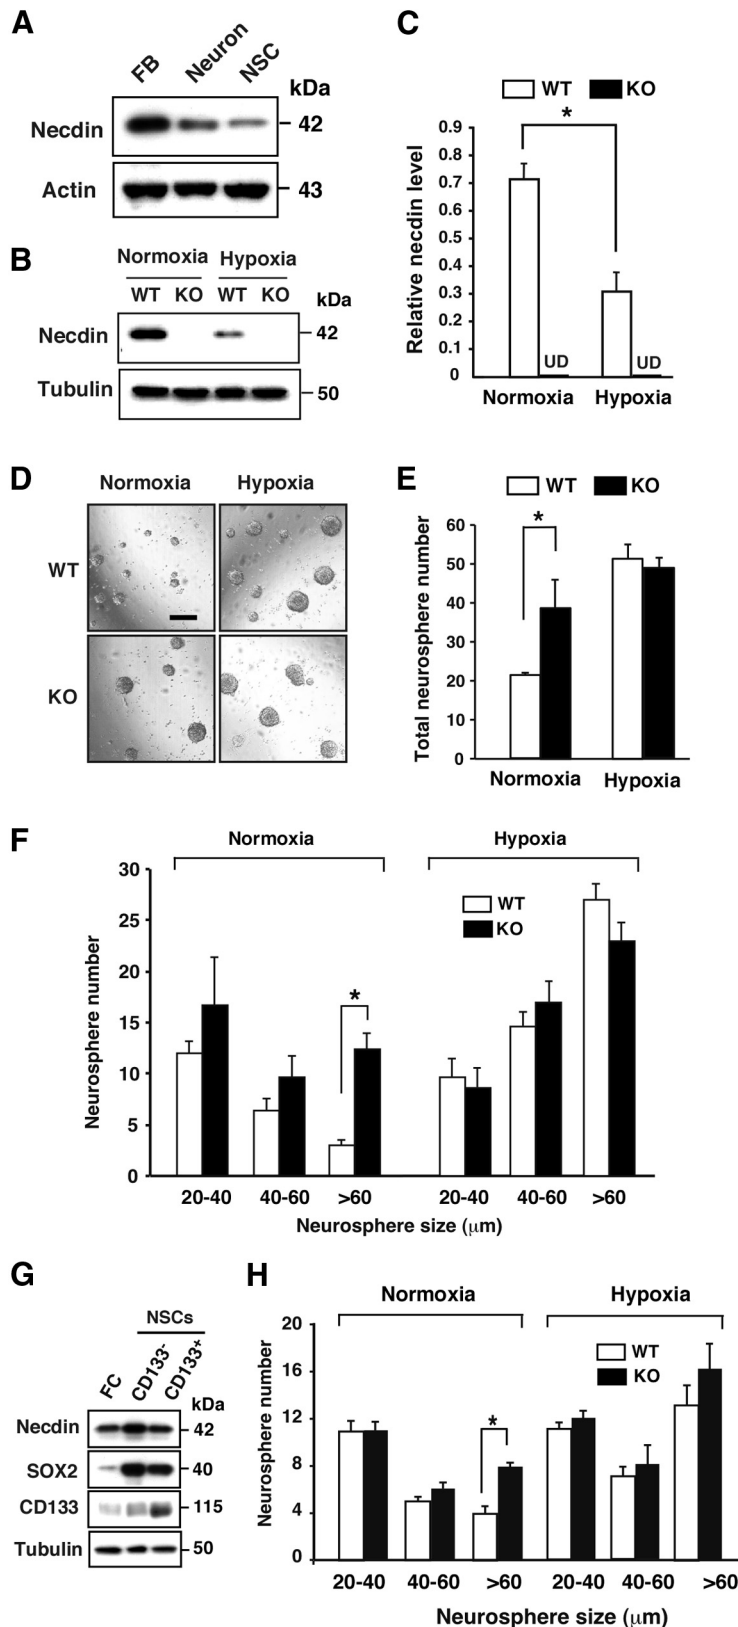 A
FB Neuron NSC
kDa
Necdin 42
Actin 43
B
Normoxia Hypoxia
WT KO WT KO kDa
Necdin 42
Tubulin 50
C
WT KO
*
Relative necdin level
0.9
0.8
0.7
0.6
0.5
0.4
0.3
0.2
0.1
0
UD UD
Normoxia Hypoxia
D
Normoxia Hypoxia
WT
KO
E
WT KO
*
Total neurosphere number
60
50
40
30
20
10
0
Normoxia Hypoxia
F
Normoxia Hypoxia
WT
KO
*
Neurosphere number
30
25
20
15
10
5
0
20-40 40-60 >60 20-40 40-60 >60
Neurosphere size (μm)
G
NSCs
FC CD133- CD133+
kDa
Necdin 42
SOX2 40
CD133 115
Tubulin 50
H
Normoxia Hypoxia
WT
KO
*
Neurosphere number
20
16
12
8
4
0
20-40 40-60 >60 20-40 40-60 >60
Neurosphere size (μm)